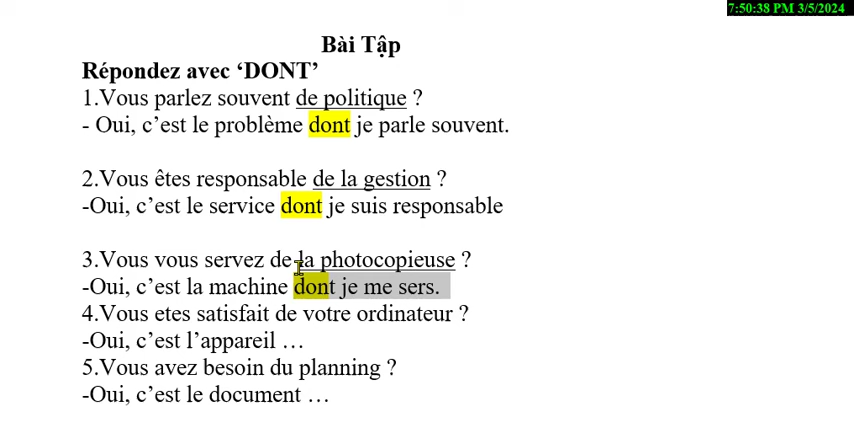 7:50:38 PM 3/5/2024
Bài Tập
Répondez avec ‘DONT’
1.Vous parlez souvent de politique ?
- Oui, c’est le problème dont je parle souvent.
2.Vous êtes responsable de la gestion ?
-Oui, c’est le service dont je suis responsable
3.Vous vous servez de la photocopieuse ?
-Oui, c’est la machine dont je me sers.
4.Vous etes satisfait de votre ordinateur ?
-Oui, c’est l’appareil …
5.Vous avez besoin du planning ?
-Oui, c’est le document …